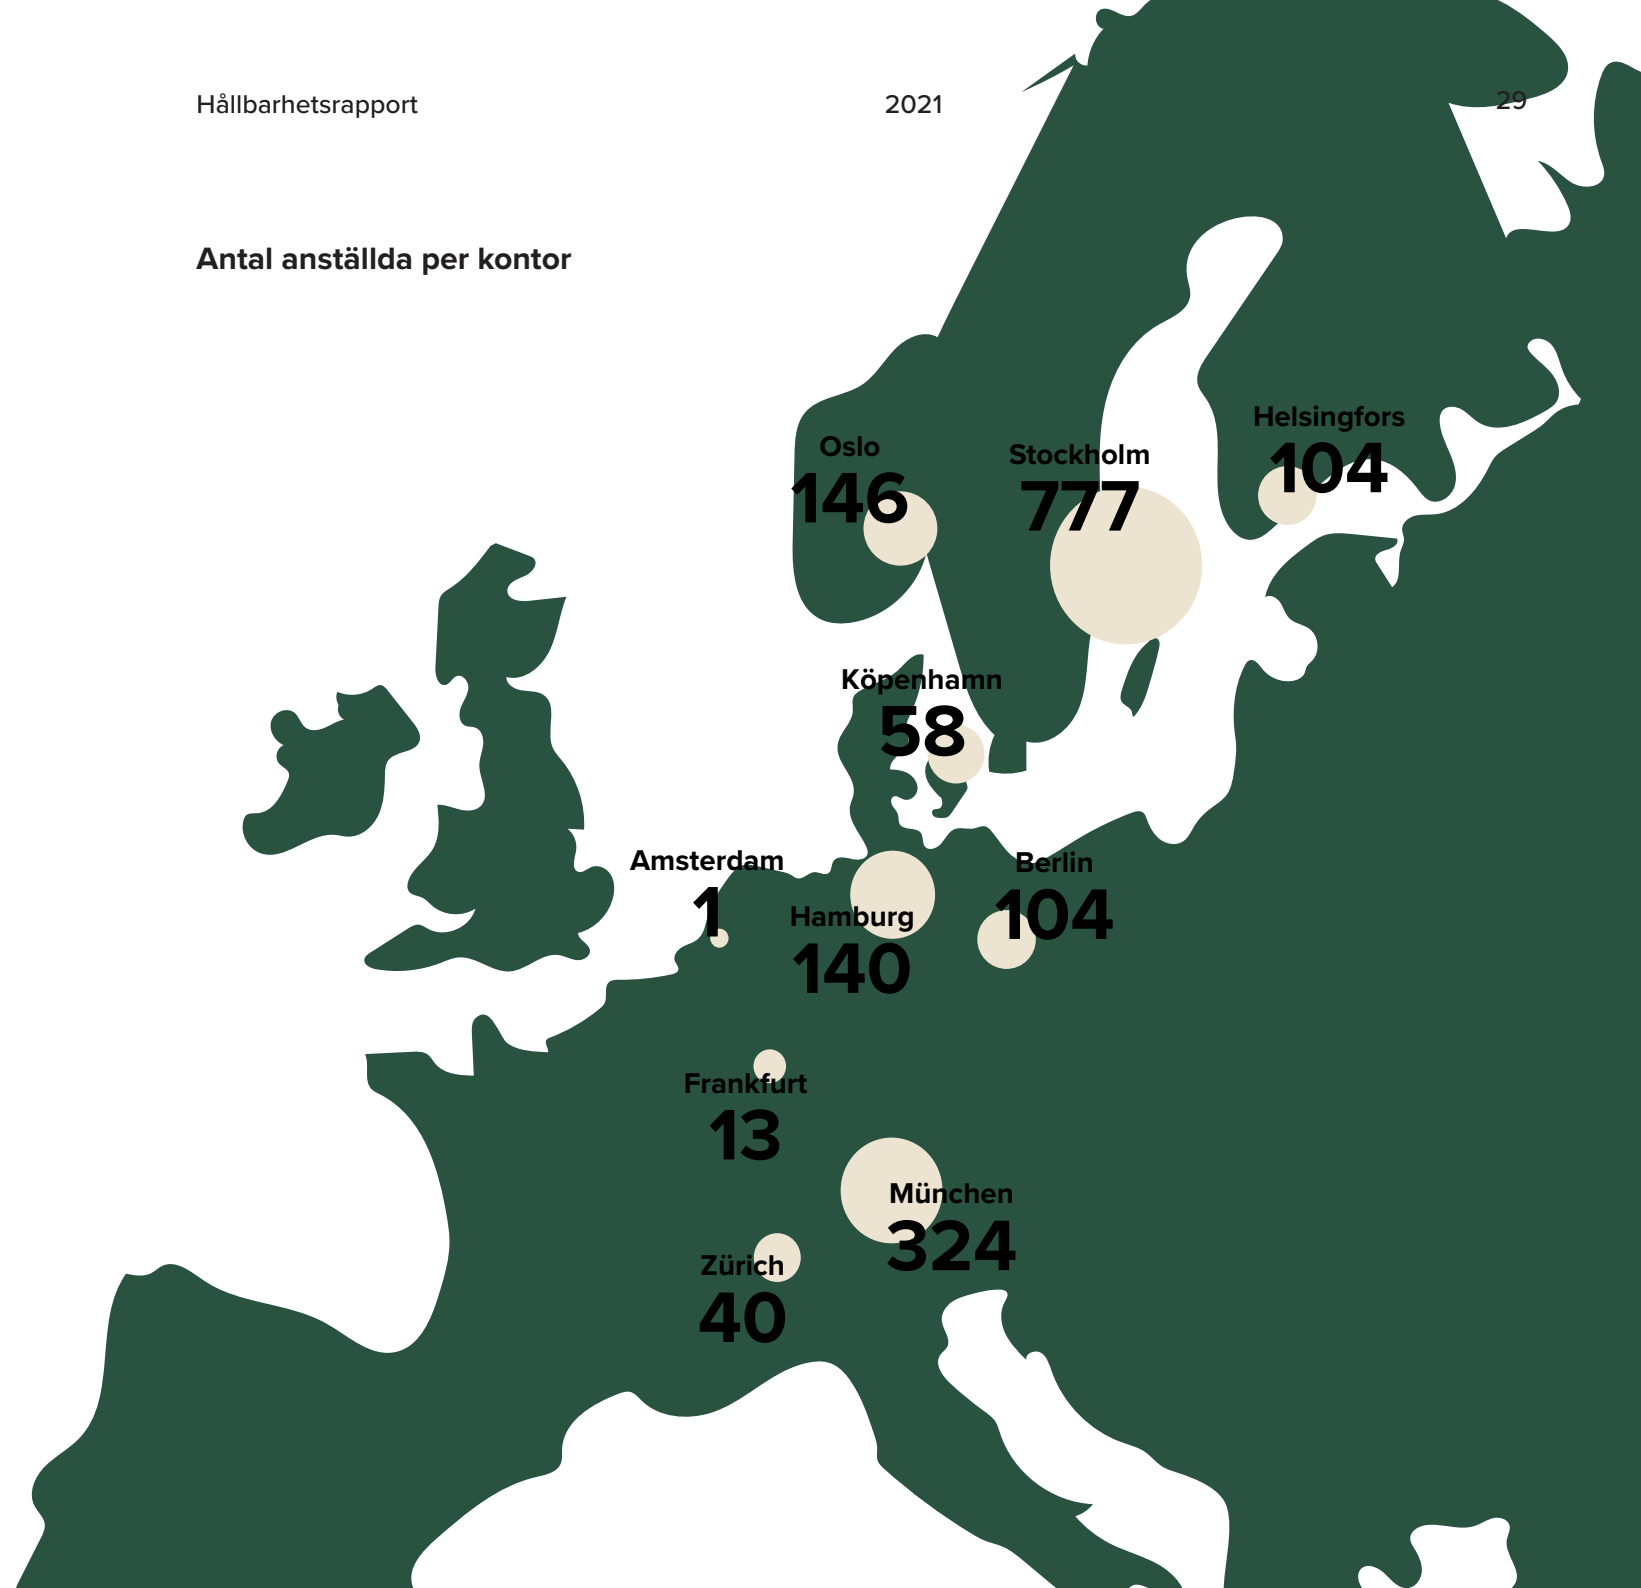 Hållbarhetsrapport
2021
29
Antal anställda per kontor
Helsingfors
104
Oslo
146
Stockholm
777
Köpenhamn
58
Amsterdam
1
Berlin
104
Hamburg
140
Frankfurt
13
München
324
Zürich
40